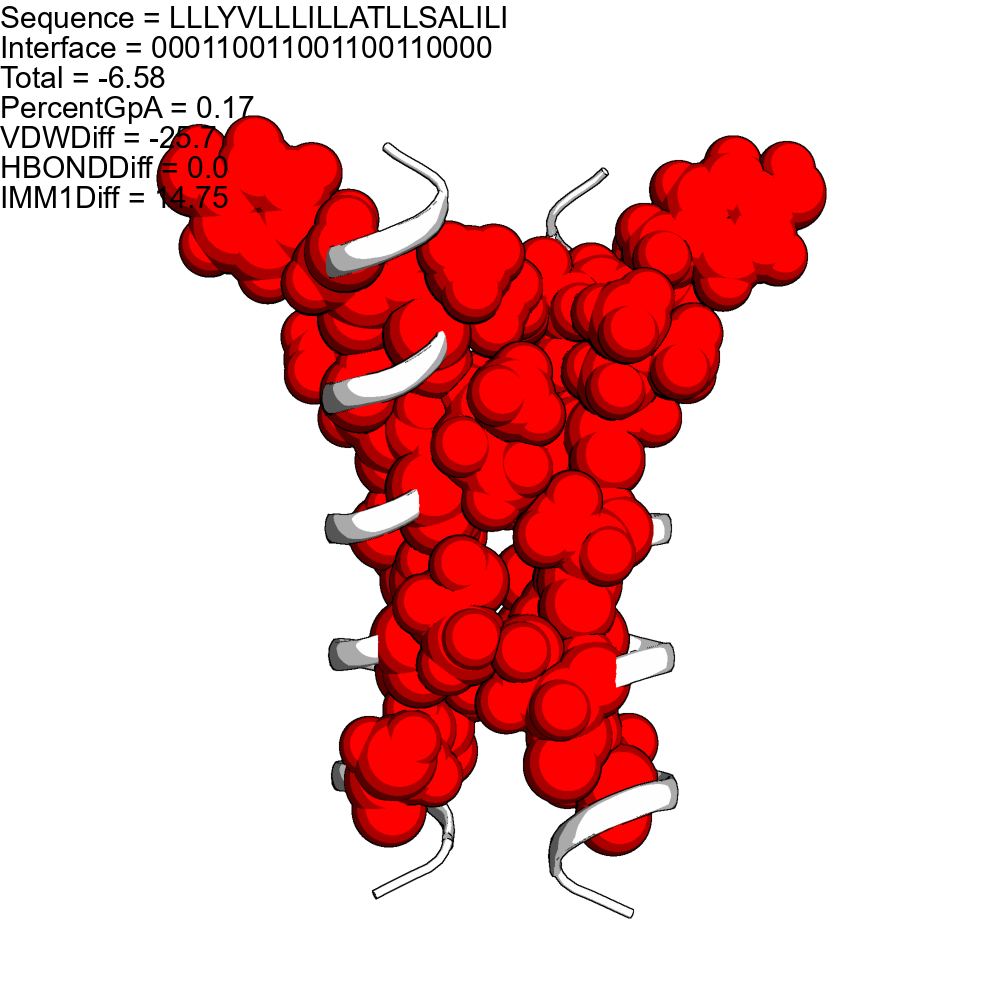 Sequence = LLLYVLLLILLATLLSALILI
Interface = 000110011001100110000
Total = -6.58
PercentGpA = 0.17
VDWDiff = -25.7
HBONDDiff = 0.0
IMM1Diff = 14.75